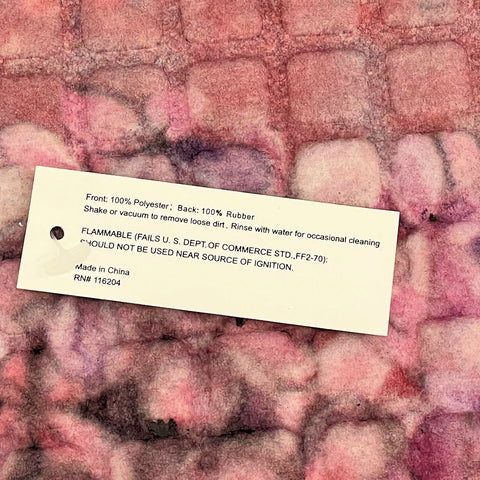 Front: 100% Polyester; Back: 100% Rubber
Shake or vacuum to remove loose dirt. Rinse with water for occasional cleaning
FLAMMABLE (FAILS U. S. DEPT. OF COMMERCE STD.,FF2-70):
SHOULD NOT BE USED NEAR SOURCE OF IGNITION.
Made in China
RN# 116204